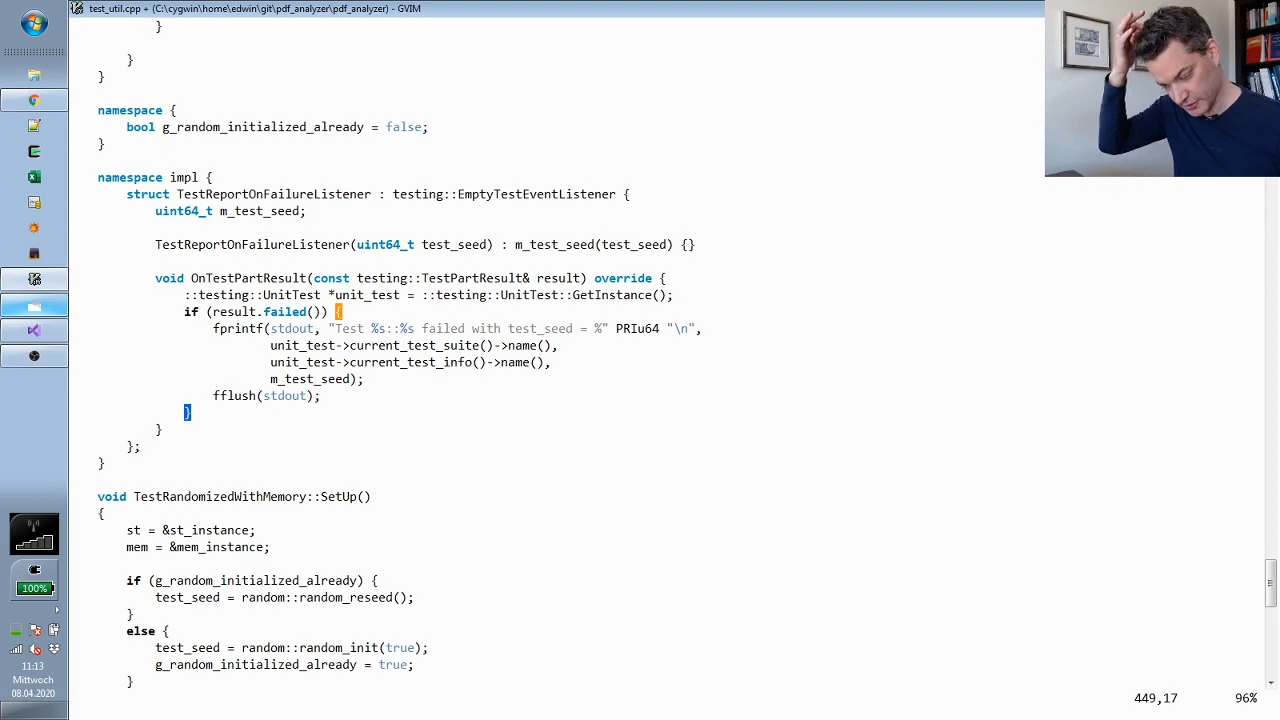 test_util.cpp + (C:\cygwin\home\edwin\git\pdf_analyzer\pdf_analyzer) - GVIM
}
}
}
namespace {
bool g_random_initialized_already = false;
}
namespace impl {
struct TestReportOnFailureListener : testing::EmptyTestEventListener {
uint64_t m_test_seed;
TestReportOnFailureListener(uint64_t test_seed) : m_test_seed(test_seed) {}
void OnTestPartResult(const testing::TestPartResult& result) override {
::testing::UnitTest *unit_test = ::testing::UnitTest::GetInstance();
if (result.failed()) {
fprintf(stdout, "Test %s::%s failed with test_seed = %" PRIu64 "\n",
unit_test->current_test_suite()->name(),
unit_test->current_test_info()->name(),
m_test_seed);
fflush(stdout);
}
}
};
}
void TestRandomizedWithMemory::SetUp()
{
st = &st_instance;
mem = &mem_instance;
if (g_random_initialized_already) {
test_seed = random::random_reseed();
}
else {
test_seed = random::random_init(true);
g_random_initialized_already = true;
}
449,17 96%
100%
11:13
Mittwoch
08.04.2020